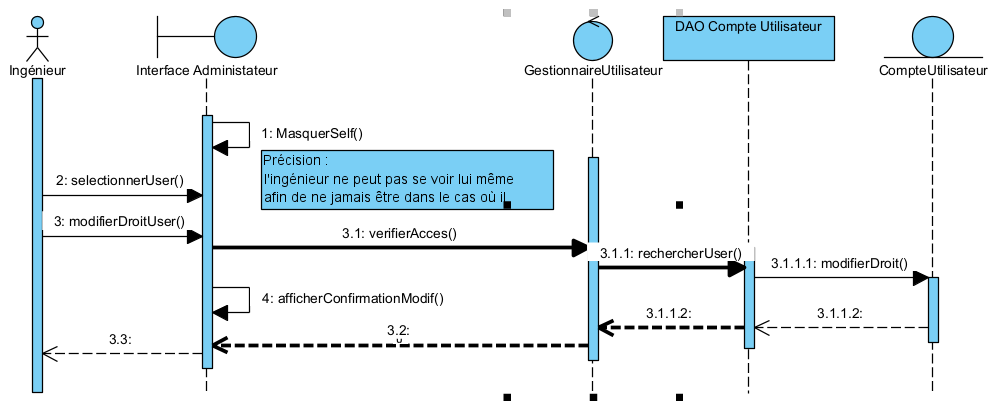 DAO Compte Utilisateur
Ingénieur
Interface Administateur
GestionnaireUtilisateur
CompteUtilisateur
1: MasquerSelf()
Précision :
l'ingénieur ne peut pas se voir lui même
afin de ne jamais être dans le cas où il
2: selectionnerUser()
3: modifierDroitUser()
3.1: verifierAcces()
3.1.1: rechercherUser()
3.1.1.1: modifierDroit()
4: afficherConfirmationModif()
3.1.1.2:
3.1.1.2:
3.2:
3.3: